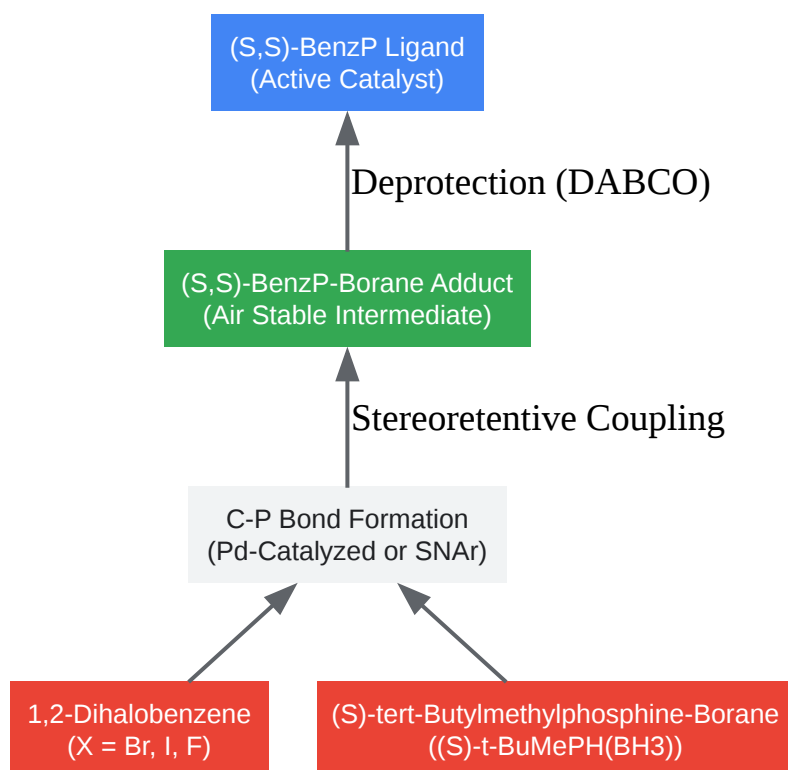 (S,S)-BenzP Ligand
(Active Catalyst)
Deprotection (DABCO)
(S,S)-BenzP-Borane Adduct
(Air Stable Intermediate)
Stereoretentive Coupling
C-P Bond Formation
(Pd-Catalyzed or SNAr)
1,2-Dihalobenzene
(X = Br, I, F)
(S)-tert-Butylmethylphosphine-Borane
((S)-t-BuMePH(BH3))